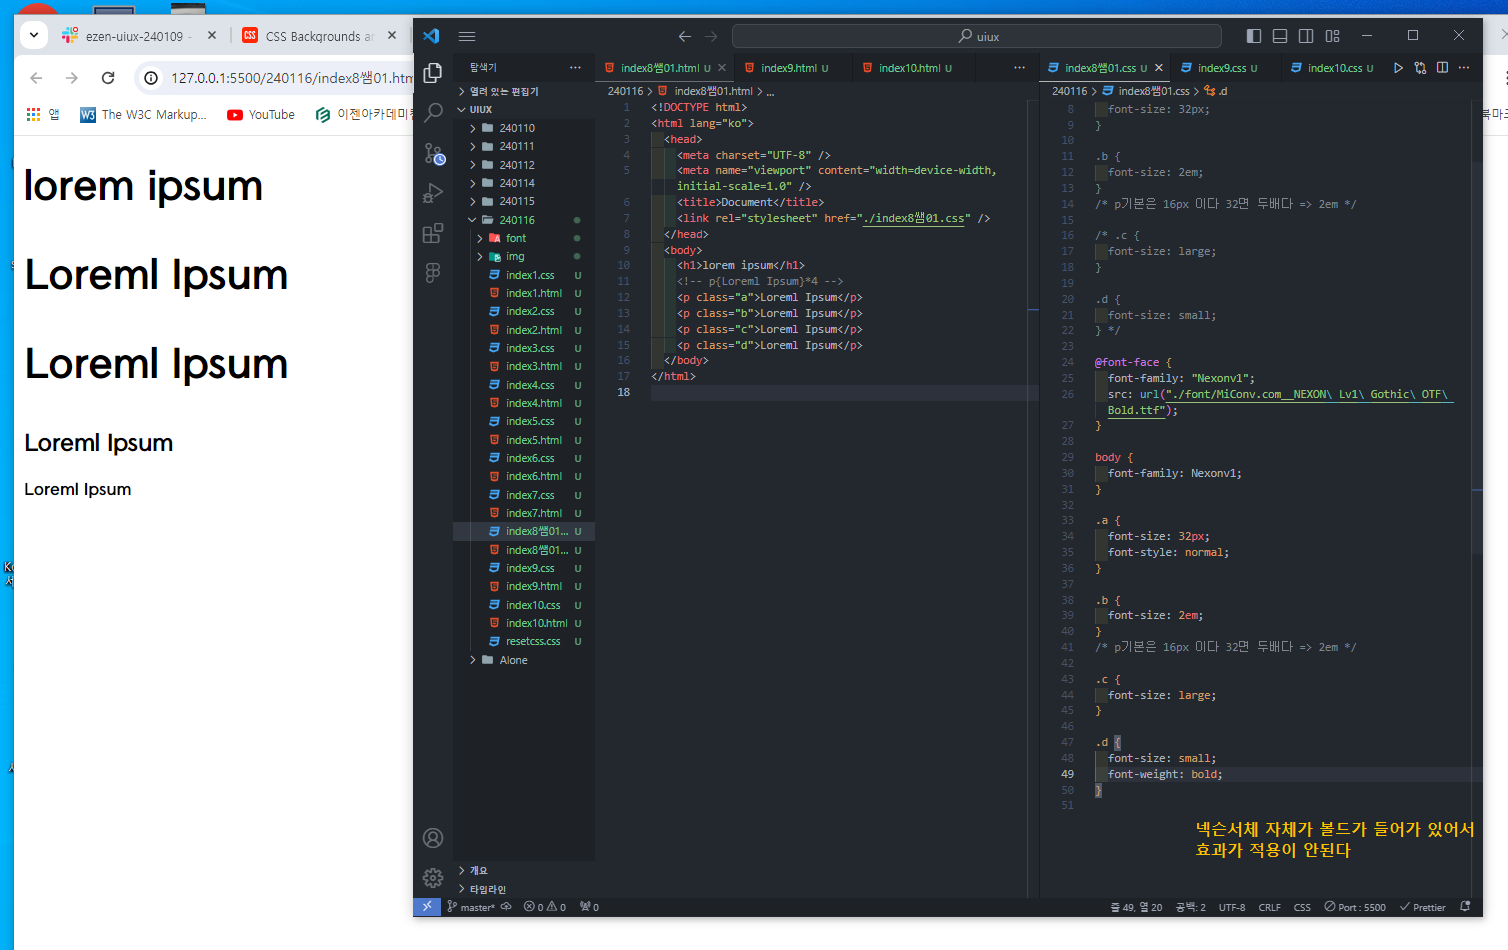 ezen-uiux-240109 -
CSS Backgrounds a
127.0.0.1:5500/240116/index8쌤01.htm
앱
The W3C Markup...
YouTube
lorem ipsum
Loreml Ipsum
Loreml Ipsum
Loreml Ipsum
Loreml Ipsum
uiux
탐색기
열려 있는 편집기
UIUX
240110
240111
240112
240114
240115
240116
font
img
index1.css U
index1.html U
index2.css U
index2.html U
index3.css U
index3.html U
index4.css U
index4.html U
index5.css U
index5.html U
index6.css U
index6.html U
index7.css U
index7.html U
index8쌤01... U
index8쌤01... U
index9.css U
index9.html U
index10.css U
index10.html U
resetcss.css U
Alone
개요
타임라인
index8쌤01.html U
index9.html U
index10.html U
240116 > index8쌤01.html > ...
1 <!DOCTYPE html>
2 <html lang="ko">
3 <head>
4 <meta charset="UTF-8" />
5 <meta name="viewport" content="width=device-width,
initial-scale=1.0" />
6 <title>Document</title>
7 <link rel="stylesheet" href="./index8쌤01.css" />
8 </head>
9 <body>
10 <h1>lorem ipsum</h1>
11 <!-- p{Loreml Ipsum}*4 -->
12 <p class="a">Loreml Ipsum</p>
13 <p class="b">Loreml Ipsum</p>
14 <p class="c">Loreml Ipsum</p>
15 <p class="d">Loreml Ipsum</p>
16 </body>
17 </html>
18
index8쌤01.css U
index9.css U
index10.css U
240116 > index8쌤01.css > .d
8 font-size: 32px;
9 }
10
11 .b {
12 font-size: 2em;
13 }
14 /* p기본은 16px 이다 32면 두배다 => 2em */
15
16 /* .c {
17 font-size: large;
18 }
19
20 .d {
21 font-size: small;
22 } */
23
24 @font-face {
25 font-family: "Nexonv1";
26 src: url("./font/MiConv.com__NEXON\ Lv1\ Gothic\ OTF\
Bold.ttf");
27 }
28
29 body {
30 font-family: Nexonv1;
31 }
32
33 .a {
34 font-size: 32px;
35 font-style: normal;
36 }
37
38 .b {
39 font-size: 2em;
40 }
41 /* p기본은 16px 이다 32면 두배다 => 2em */
42
43 .c {
44 font-size: large;
45 }
46
47 .d {
48 font-size: small;
49 font-weight: bold;
50 }
51
넥슨서체 자체가 볼드가 들어가 있어서
효과가 적용이 안된다
master*
0 0
0
줄 49, 열 20
공백: 2
UTF-8
CRLF
CSS
Port : 5500
Prettier